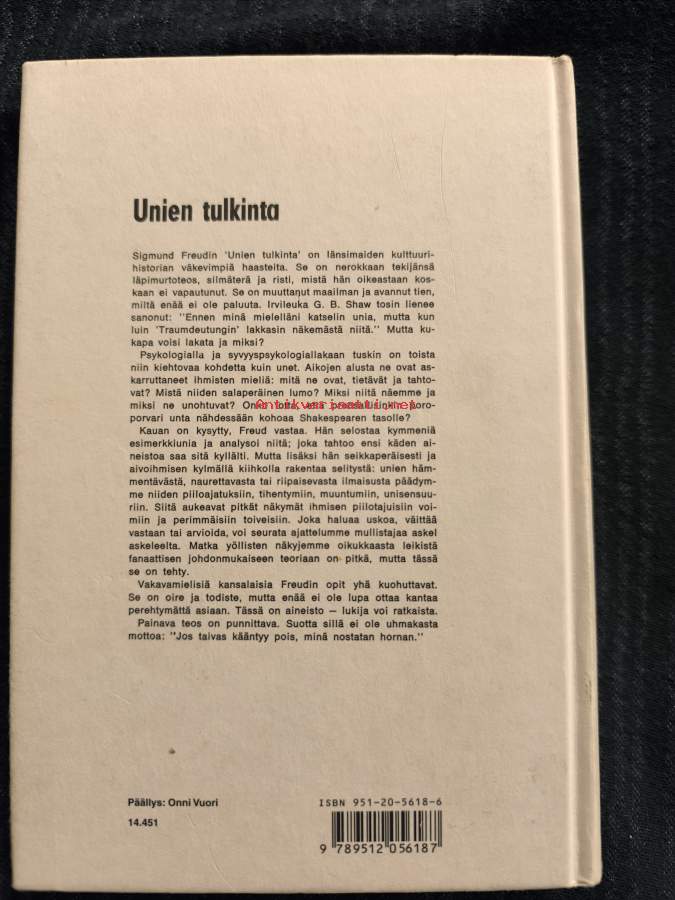 Unien tulkinta
Sigmund Freudin 'Unien tulkinta' on länsimaiden kulttuuri-
historian väkevimpiä haasteita. Se on nerokkaan tekijänsä
läpimurtoteos, silmäterä ja risti, mistä hän oikeastaan kos-
kaan ei vapautunut. Se on muuttanut maailman ja avannut tien,
miltä enää ei ole paluuta. Irvileuka G. B. Shaw tosin lienee
sanonut: "Ennen minä mielelläni katselin unia, mutta kun
luin 'Traumdeutungin' lakkasin näkemästä niitä." Mutta ku-
kapa voisi lakata ja miksi?
Psykologialla ja syvyyspsykologiallakaan tuskin on toista
niin kiehtovaa kohdetta kuin unet. Aikojen alusta ne ovat as-
karruttaneet ihmisten mieliä: mitä ne ovat, tietävät ja tahto-
vat? Mistä niiden salaperäinen lumo? Miksi niitä näemme ja
miksi ne unohtuvat? Onko totta, että
porvari unta nähdessään kohoaa Shakespearen tasolle?
Antikvariaatti.net
Kauan on kysytty, Freud vastaa. Hän selostaa kymmeniä
esimerkkiunia ja analysoi niitä; joka tahtoo ensi käden ai-
neistoa saa sitä kyllälti. Mutta lisäksi hän seikkaperäisesti ja
aivoihmisen kylmällä kiihkolla rakentaa selitystä: unien häm-
mentävästä, naurettavasta tai riipaisevasta ilmaisusta päädym-
me niiden piiloajatuksiin, tihentymiin, muuntumiin, unisensuu-
riin. Siitä aukeavat pitkät näkymät ihmisen piilotajuisiin voi-
miin ja perimmäisiin toiveisiin. Joka haluaa uskoa, väittää
vastaan tai arvioida, voi seurata ajattelumme mullistajaa askel
askeleelta. Matka yöllisten näkyjemme oikukkaasta leikistä
fanaattisen johdonmukaiseen teoriaan on pitkä, mutta tässä
se on tehty.
Vakavamielisiä kansalaisia Freudin opit yhä kuohuttavat.
Se on oire ja todiste, mutta enää ei ole lupa ottaa kantaa
perehtymättä asiaan. Tässä on aineisto — lukija voi ratkaista.
Painava teos on punnittava. Suotta sillä ei ole uhmakasta
mottoa: "Jos taivas kääntyy pois, minä nostatan hornan."
Päällys: Onni Vuori
14.451
ISBN 951-20-5618-6
9 789512 056187